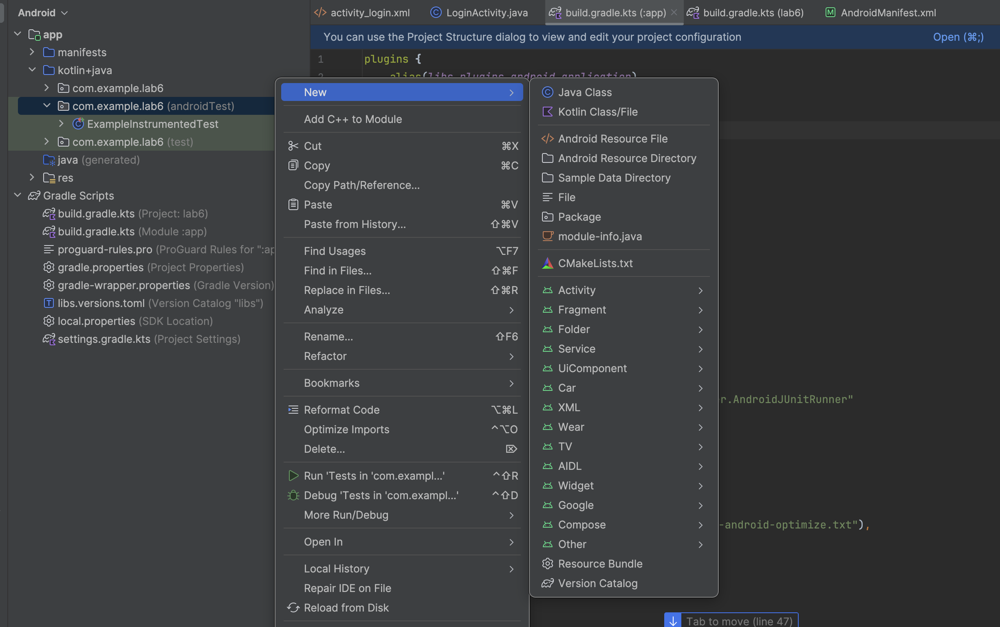 Android
app
manifests
kotlin+java
com.example.lab6
com.example.lab6 (androidTest)
ExampleInstrumentedTest
com.example.lab6 (test)
java (generated)
res
Gradle Scripts
build.gradle.kts (Project: lab6)
build.gradle.kts (Module :app)
proguard-rules.pro (ProGuard Rules for ":ap
gradle.properties (Project Properties)
gradle-wrapper.properties (Gradle Version)
libs.versions.toml (Version Catalog "libs")
local.properties (SDK Location)
settings.gradle.kts (Project Settings)
activity_login.xml
LoginActivity.java
build.gradle.kts (:app)
build.gradle.kts (lab6)
AndroidManifest.xml
You can use the Project Structure dialog to view and edit your project configuration
Open (⌘;)
1 plugins {
2 alias(libs.plugins.android.application)
New
Add C++ to Module
Cut ⌘X
Copy ⌘C
Copy Path/Reference...
Paste ⌘V
Paste from History... ⇧⌘V
Find Usages ⌥F7
Find in Files... ⇧⌘F
Replace in Files... ⇧⌘R
Analyze
Rename... ⇧F6
Refactor
Bookmarks
Reformat Code ⌥⌘L
Optimize Imports ^⌥O
Delete... ⌦
Run 'Tests in 'com.exampl...' ^⇧R
Debug 'Tests in 'com.exampl...' ^⇧D
More Run/Debug
Open In
Local History
Repair IDE on File
Reload from Disk
Java Class
Kotlin Class/File
Android Resource File
Android Resource Directory
Sample Data Directory
File
Package
module-info.java
CMakeLists.txt
Activity
Fragment
Folder
Service
UiComponent
Car
XML
Wear
TV
AIDL
Widget
Google
Compose
Other
Resource Bundle
Version Catalog
r.AndroidJUnitRunner"
-android-optimize.txt"),
Tab to move (line 47)